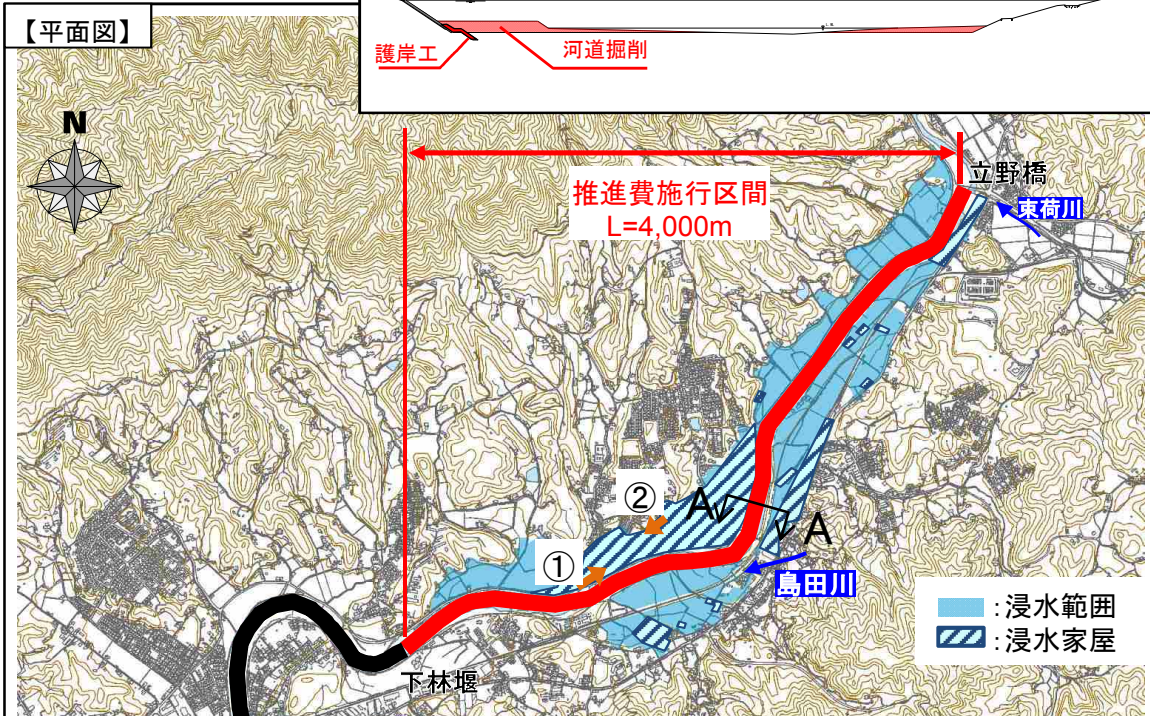 【平面図】
護岸工
河道掘削
N
推進費施行区間
L=4,000m
立野橋
束荷川
②
A
A
①
島田川
:浸水範囲
:浸水家屋
下林堰